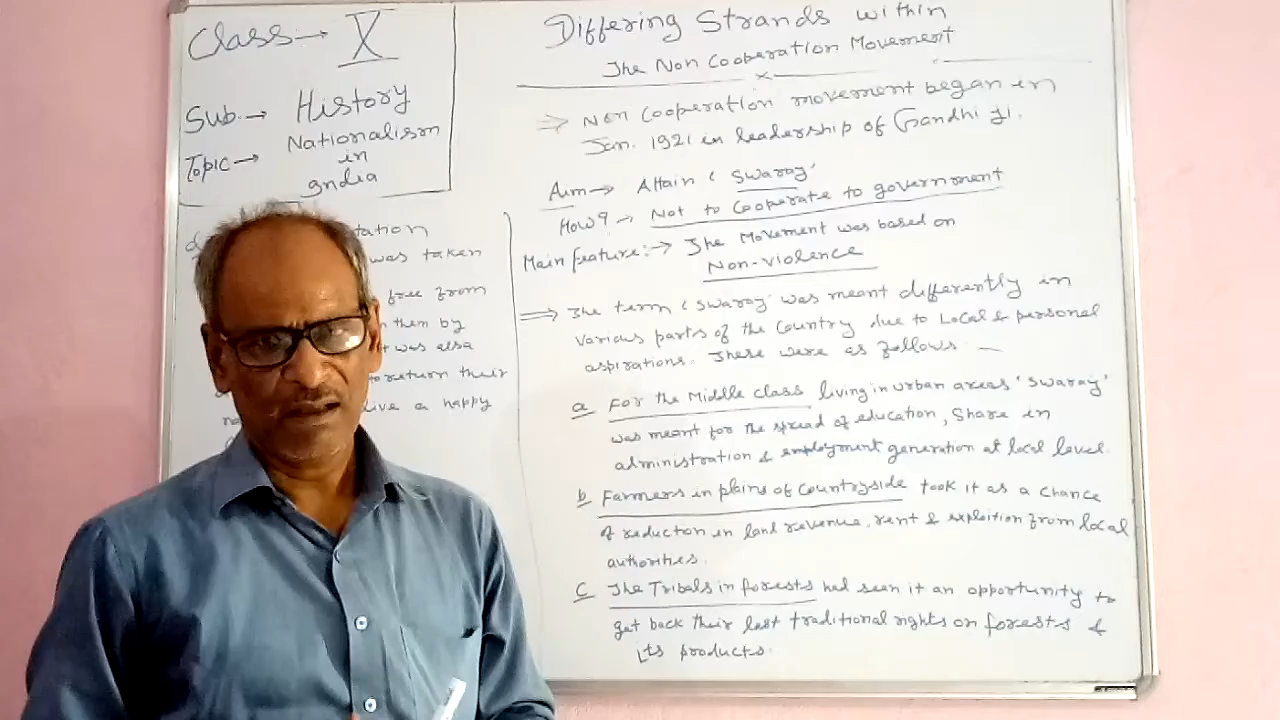 Class → X
Sub. → History
Topic → Nationalism
in
India
tation
was taken
free from
them by
It was also
to return their
live a happy
Differing Strands within
The Non Cooperation Movement
x
⇒ Non Cooperation movement began in
Jan. 1921 in leadership of Gandhi Ji.
Aim → Attain 'Swaraj'
How? → Not to Cooperate to government
Main feature: → The Movement was based on
Non-violence
⇒ The term 'Swaraj' was meant differently in
various parts of the Country due to Local & personal
aspirations. These were as follows —
a For the Middle class living in urban areas 'Swaraj'
was meant for the spread of education, Share in
administration & employment generation at local level.
b Farmers in plains of Countryside took it as a chance
of reducton in land revenue, rent & exploition from local
authorities.
C The Tribals in forests had seen it an opportunity to
get back their lost traditional rights on forests &
its products.